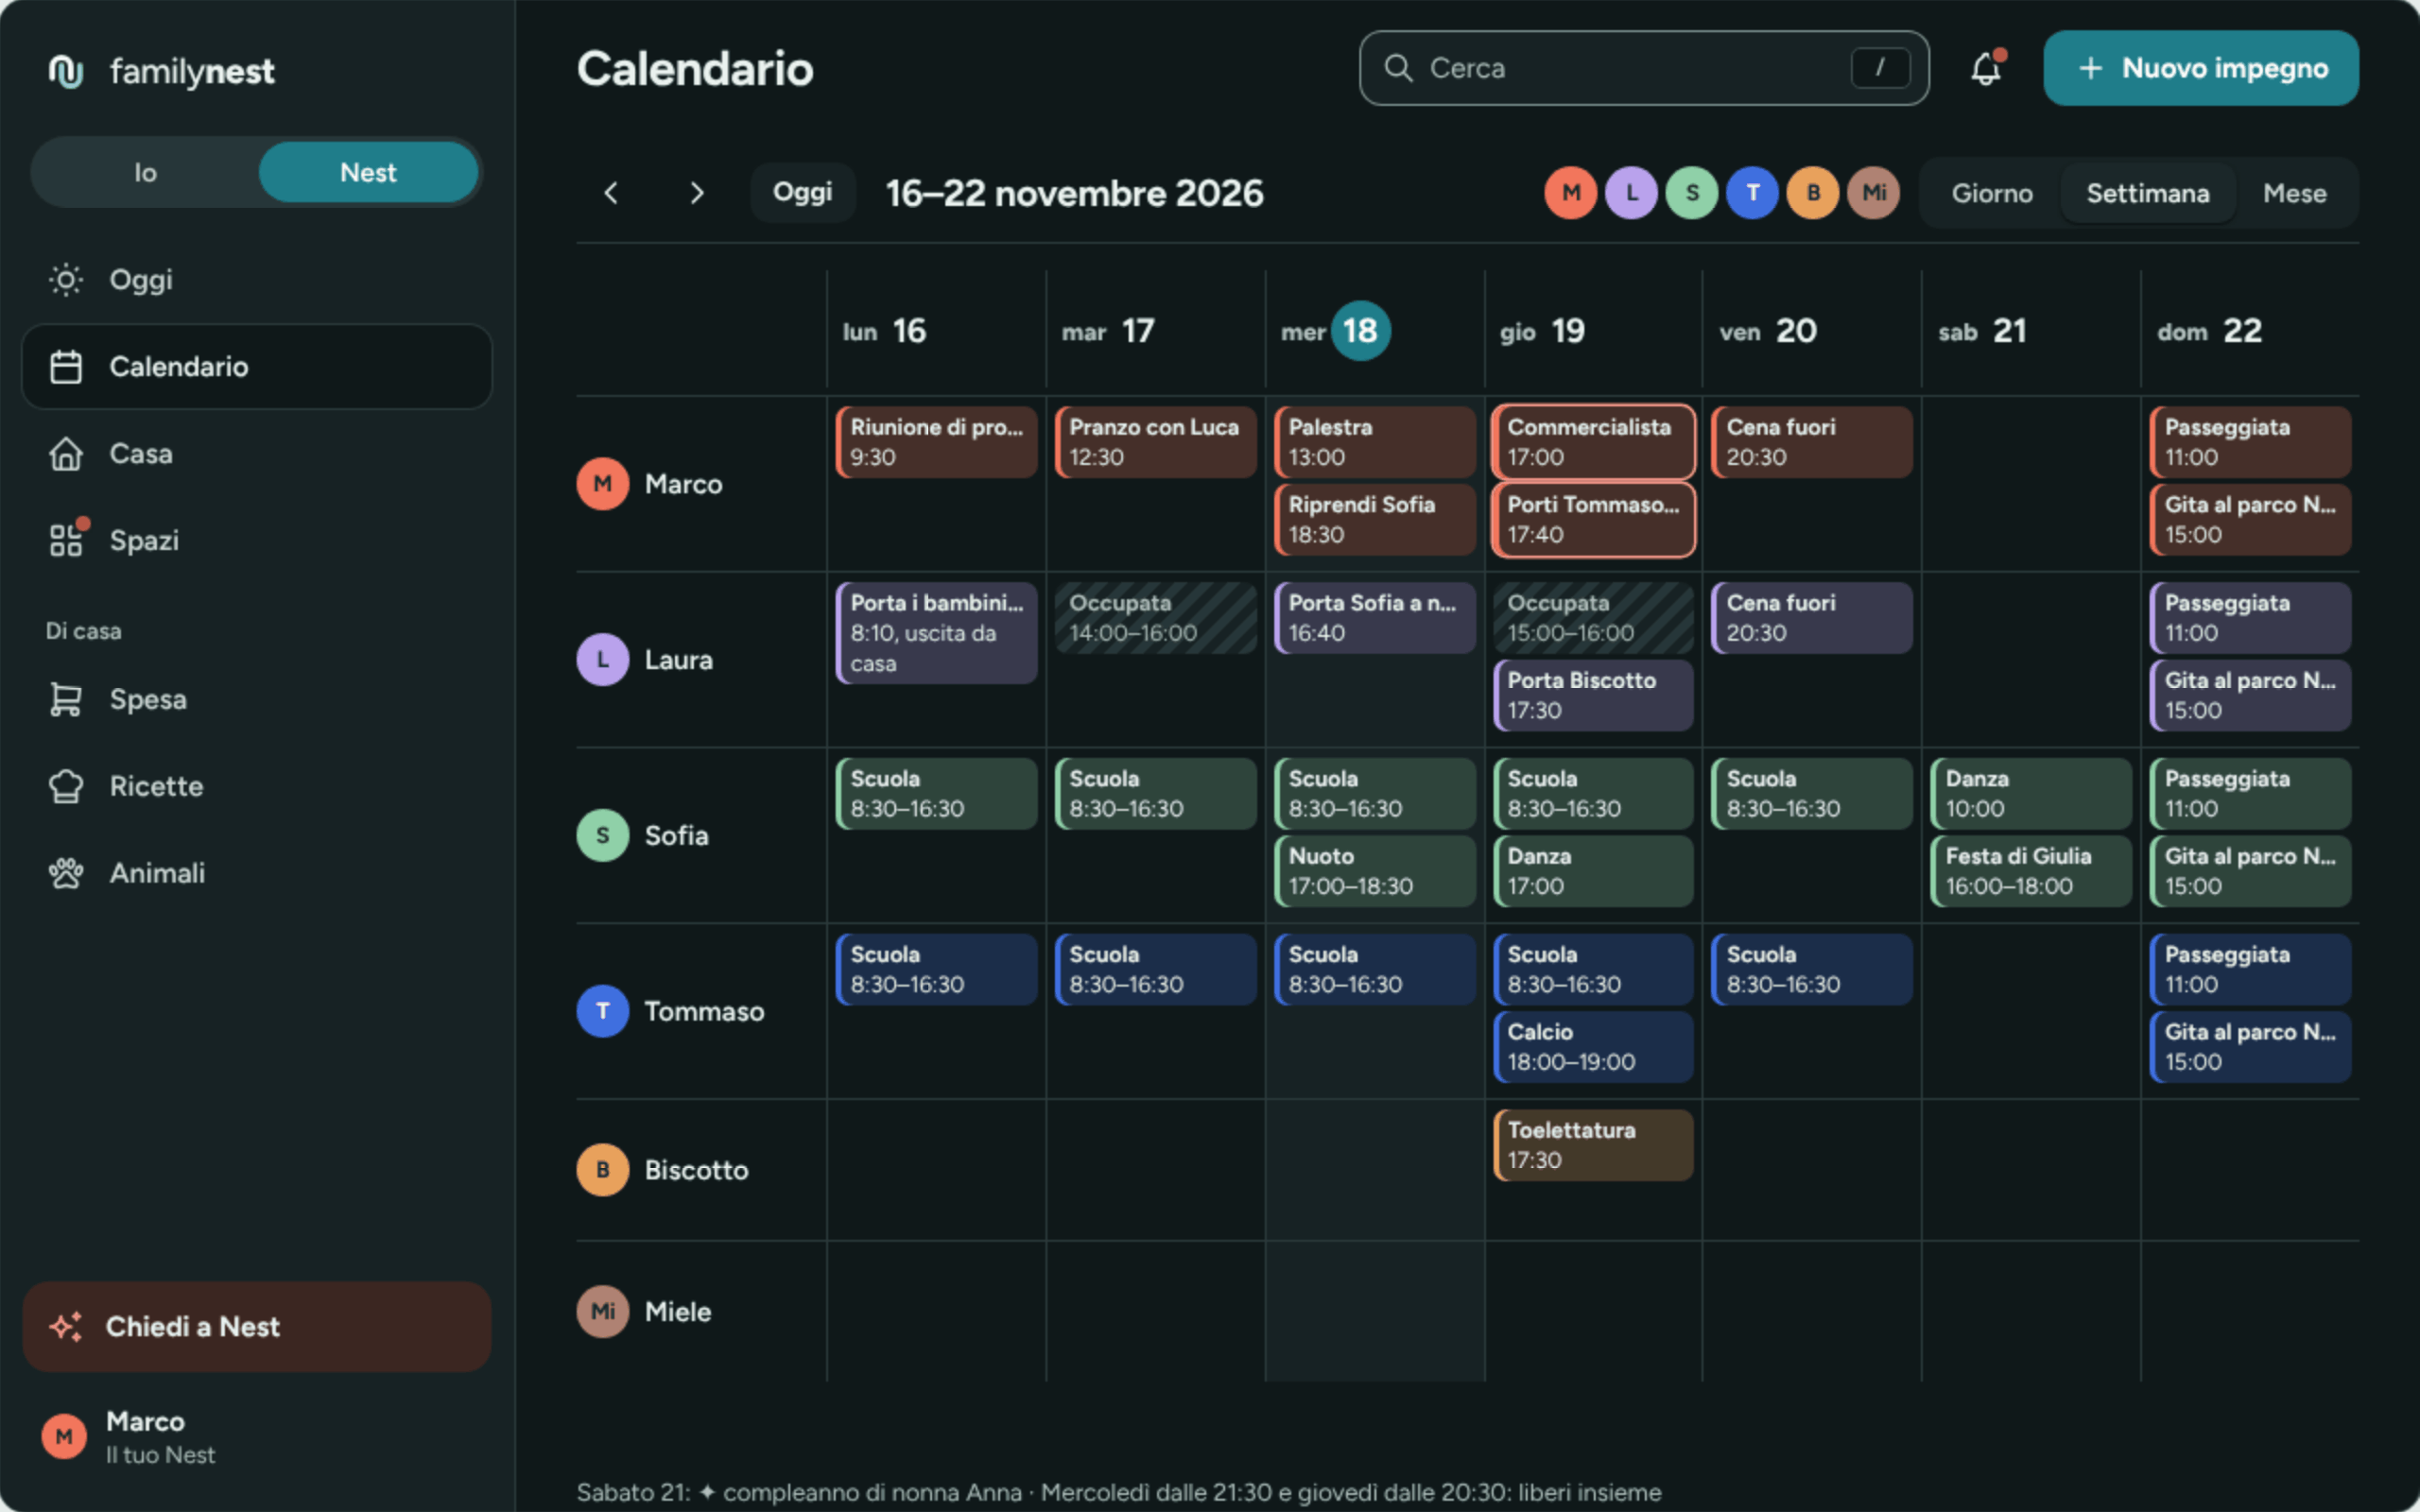 familynest
Io
Nest
Oggi
Calendario
Casa
Spazi
Di casa
Spesa
Ricette
Animali
Chiedi a Nest
M
Marco
Il tuo Nest
Calendario
Cerca
/
+ Nuovo impegno
Oggi
16–22 novembre 2026
M L S T B Mi
Giorno
Settimana
Mese
lun 16
mar 17
mer 18
gio 19
ven 20
sab 21
dom 22
M
Marco
Riunione di pro...
9:30
Pranzo con Luca
12:30
Palestra
13:00
Riprendi Sofia
18:30
Commercialista
17:00
Porti Tommaso...
17:40
Cena fuori
20:30
Passeggiata
11:00
Gita al parco N...
15:00
L
Laura
Porta i bambini...
8:10, uscita da
casa
Occupata
14:00–16:00
Porta Sofia a n...
16:40
Occupata
15:00–16:00
Porta Biscotto
17:30
Cena fuori
20:30
Passeggiata
11:00
Gita al parco N...
15:00
S
Sofia
Scuola
8:30–16:30
Scuola
8:30–16:30
Scuola
8:30–16:30
Nuoto
17:00–18:30
Scuola
8:30–16:30
Danza
17:00
Scuola
8:30–16:30
Danza
10:00
Festa di Giulia
16:00–18:00
Passeggiata
11:00
Gita al parco N...
15:00
T
Tommaso
Scuola
8:30–16:30
Scuola
8:30–16:30
Scuola
8:30–16:30
Scuola
8:30–16:30
Calcio
18:00–19:00
Scuola
8:30–16:30
Passeggiata
11:00
Gita al parco N...
15:00
B
Biscotto
Toelettatura
17:30
Mi
Miele
Sabato 21: ✦ compleanno di nonna Anna · Mercoledì dalle 21:30 e giovedì dalle 20:30: liberi insieme